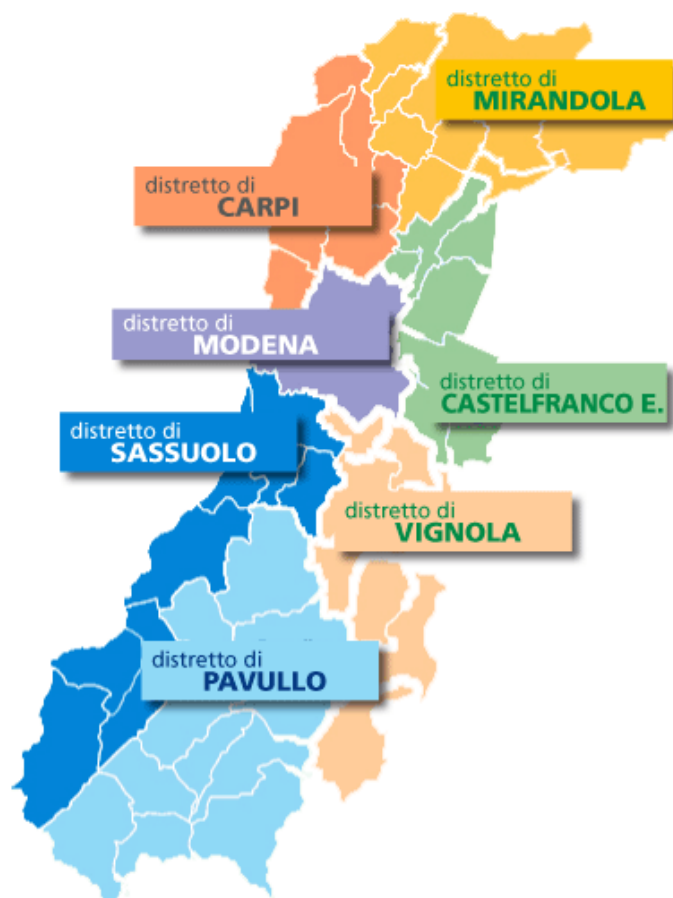 distretto di
MIRANDOLA
distretto di
CARPI
distretto di
MODENA
distretto di
CASTELFRANCO E.
distretto di
SASSUOLO
distretto di
VIGNOLA
distretto di
PAVULLO